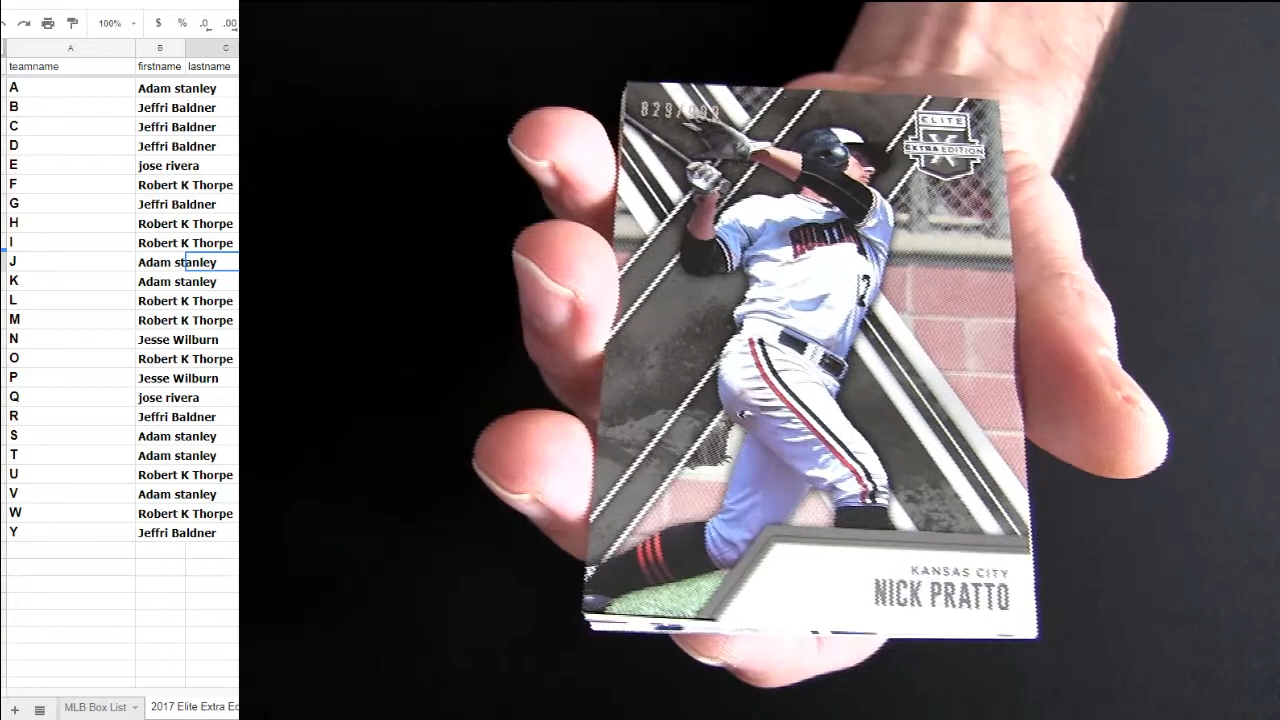 100% $ % .0 .00
A B C
teamname firstname lastname
A Adam stanley
B Jeffri Baldner
C Jeffri Baldner
D Jeffri Baldner
E jose rivera
F Robert K Thorpe
G Jeffri Baldner
H Robert K Thorpe
I Robert K Thorpe
J Adam stanley
K Adam stanley
L Robert K Thorpe
M Robert K Thorpe
N Jesse Wilburn
O Robert K Thorpe
P Jesse Wilburn
Q jose rivera
R Jeffri Baldner
S Adam stanley
T Adam stanley
U Robert K Thorpe
V Adam stanley
W Robert K Thorpe
Y Jeffri Baldner
MLB Box List 2017 Elite Extra
ELITE
X
EXTRA EDITION
2
KANSAS CITY
NICK PRATTO